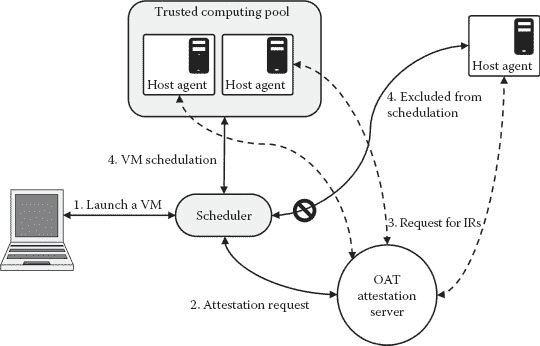 Trusted computing pool
Host agent
Host agent
Host agent
4. Excluded from
schedulation
4. VM schedulation
1. Launch a VM
Scheduler
3. Request for IRs
2. Attestation request
OAT
attestation
server